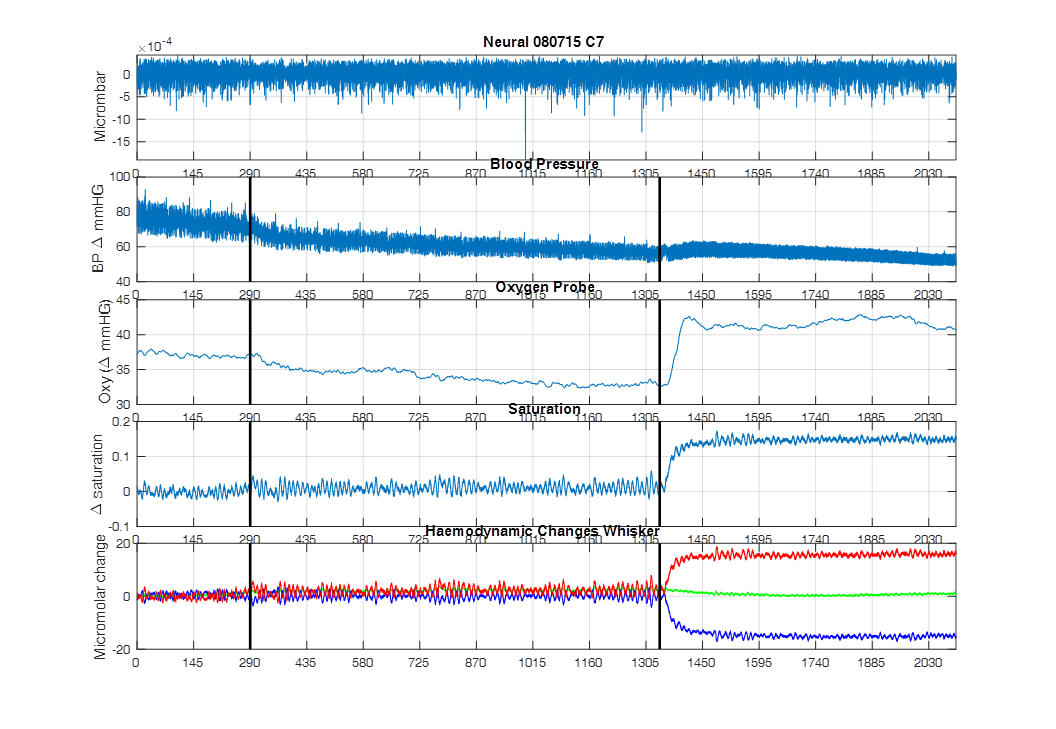 Neural 080715 C7
×10⁻⁴
0
-5
-10
-15
Micrombar
0 145 290 435 580 725 870 1015 1160 1305 1450 1595 1740 1885 2030
Blood Pressure
100
80
60
40
BP Δ mmHG
0 145 290 435 580 725 870 1015 1160 1305 1450 1595 1740 1885 2030
Oxygen Probe
45
40
35
30
Oxy (Δ mmHG)
0 145 290 435 580 725 870 1015 1160 1305 1450 1595 1740 1885 2030
Saturation
0.2
0.1
0
-0.1
Δ saturation
0 145 290 435 580 725 870 1015 1160 1305 1450 1595 1740 1885 2030
Haemodynamic Changes Whisker
20
0
-20
Micromolar change
0 145 290 435 580 725 870 1015 1160 1305 1450 1595 1740 1885 2030